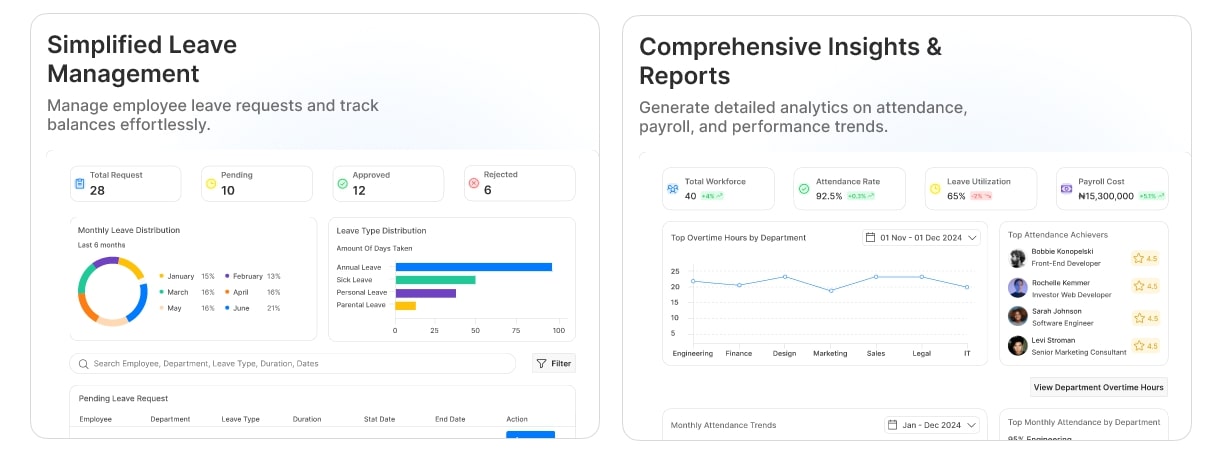 Simplified Leave
Management
Manage employee leave requests and track
balances effortlessly.
Total Request
28
Pending
10
Approved
12
Rejected
6
Monthly Leave Distribution
Last 6 months
January 15%
February 13%
March 16%
April 16%
May 16%
June 21%
Leave Type Distribution
Amount Of Days Taken
Annual Leave
Sick Leave
Personal Leave
Parental Leave
0 25 50 75 100
Search Employee, Department, Leave Type, Duration, Dates
Filter
Pending Leave Request
Employee Department Leave Type Duration Stat Date End Date Action
Comprehensive Insights &
Reports
Generate detailed analytics on attendance,
payroll, and performance trends.
Total Workforce
40 +4%
Attendance Rate
92.5% +0.3%
Leave Utilization
65% -2%
Payroll Cost
₦15,300,000 +5.1%
Top Overtime Hours by Department
01 Nov - 01 Dec 2024
25
20
15
10
5
Engineering Finance Design Marketing Sales Legal IT
Top Attendance Achievers
Bobbie Konopelski
Front-End Developer
4.5
Rochelle Kemmer
Investor Web Developer
4.5
Sarah Johnson
Software Engineer
4.5
Levi Stroman
Senior Marketing Consultant
4.5
View Department Overtime Hours
Monthly Attendance Trends
Jan - Dec 2024
Top Monthly Attendance by Department
95% Engineering